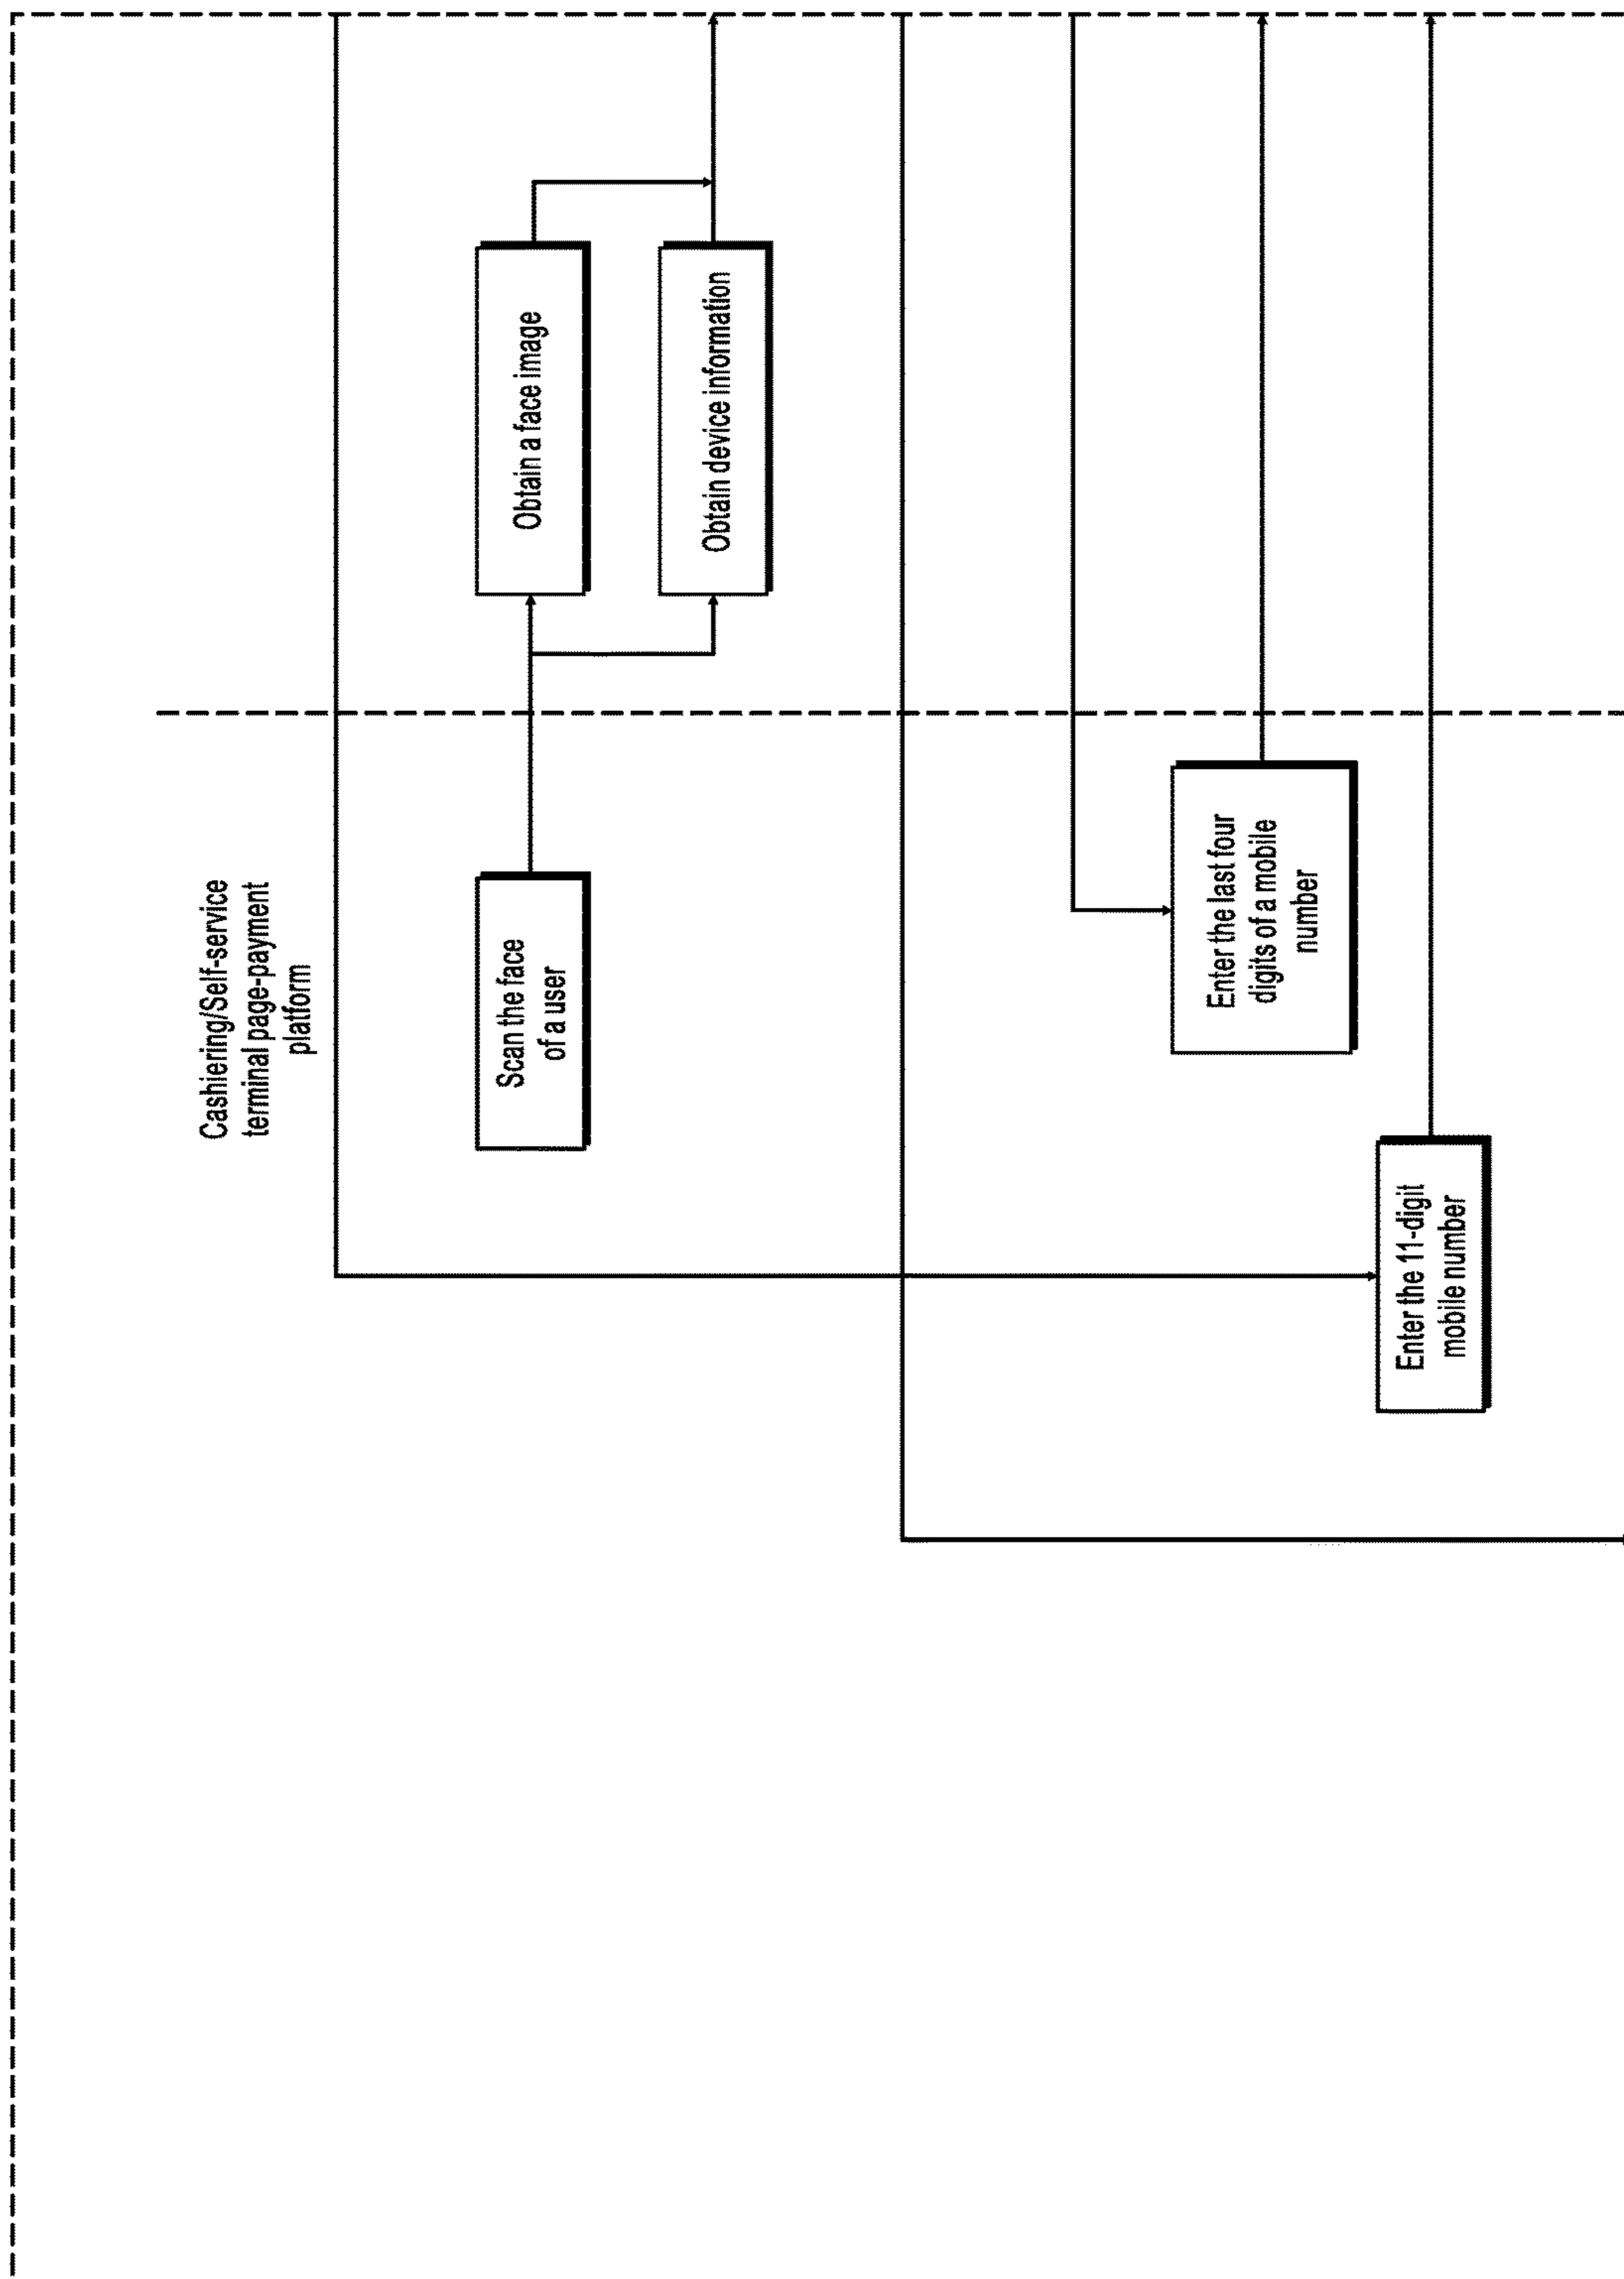 Cashiering/Self-service
terminal page-payment
platform
Scan the face
of a user
Obtain a face image
Obtain device information
Enter the last four
digits of a mobile
number
Enter the 11-digit
mobile number